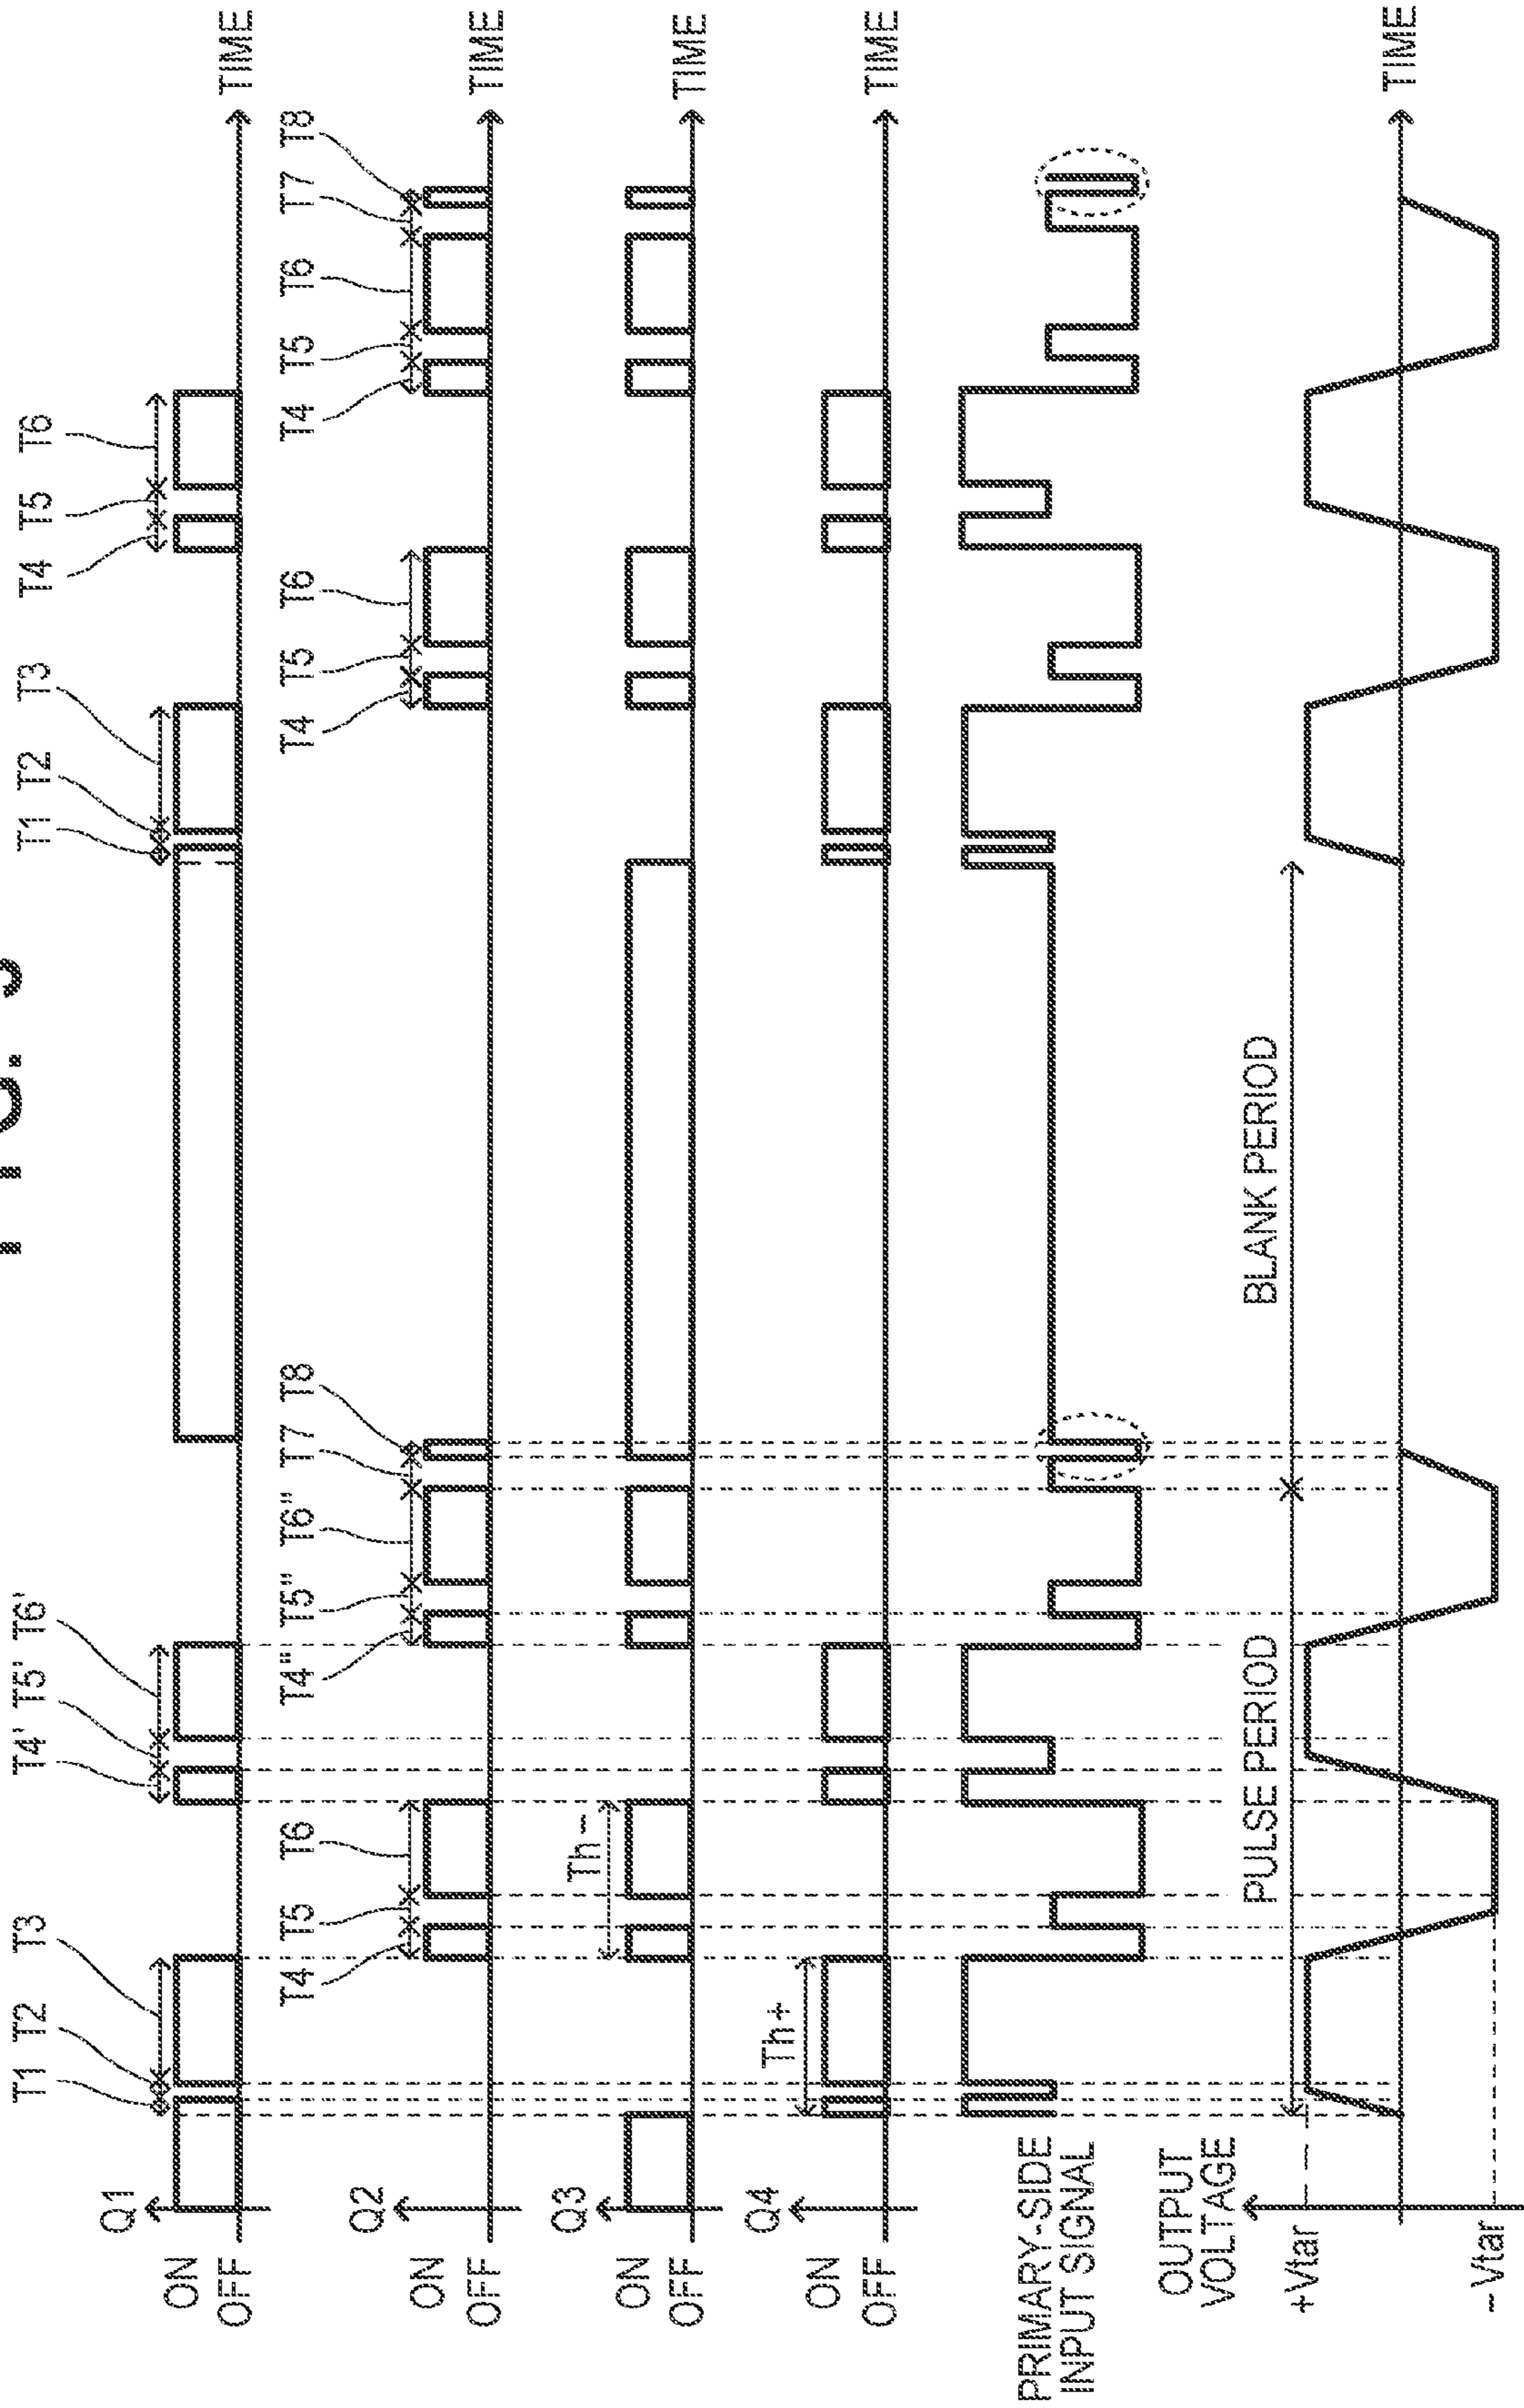 Q1
ON
OFF
T1
T2
T3
T4'
T5'
T6'
T1
T2
T3
T4
T5
T6
TIME
Q2
ON
OFF
T4
T5
T6
T4"
T5"
T6"
T7
T8
T4
T5
T6
T4
T5
T6
T7
T8
TIME
Q3
ON
OFF
Th−
TIME
Q4
ON
OFF
Th+
TIME
PRIMARY-SIDE
INPUT SIGNAL
OUTPUT
VOLTAGE
+Vtar
−Vtar
PULSE PERIOD
BLANK PERIOD
TIME